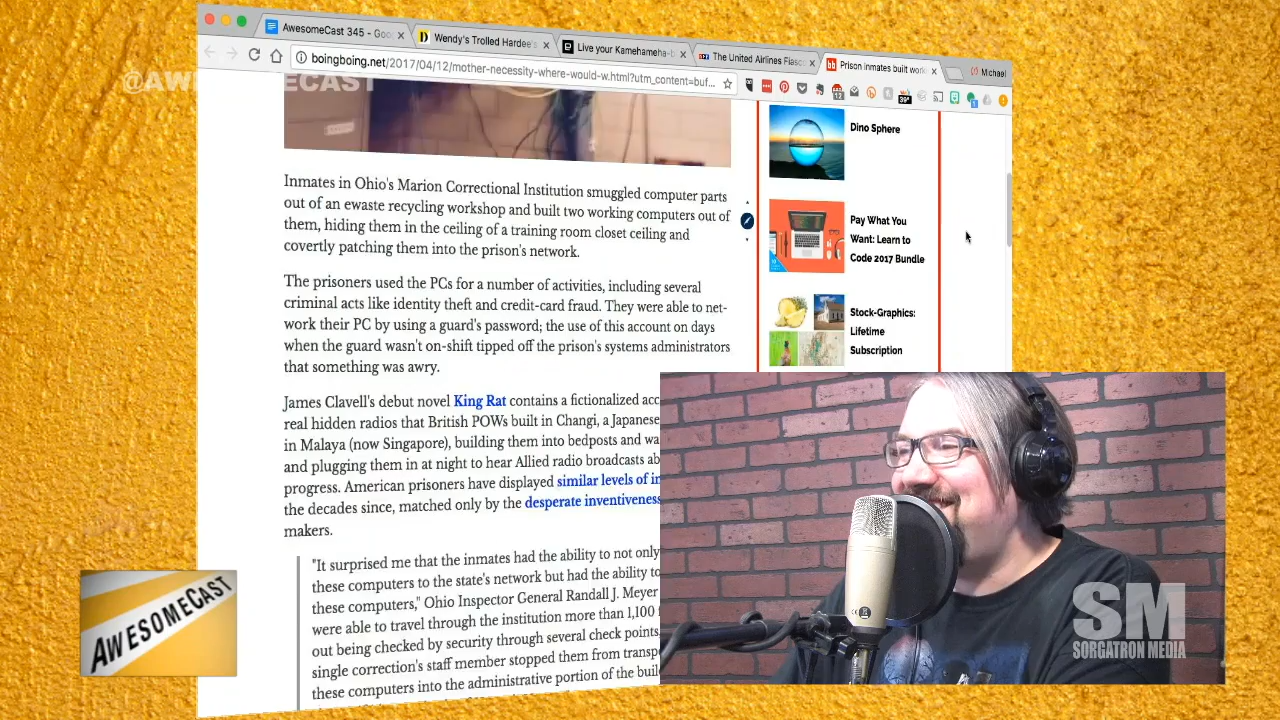 AwesomeCast 345 - Goo
Wendy's Trolled Hardee's
Live your Kamehameha-b
The United Airlines Fiasc
Prison inmates built work
Michael
boingboing.net/2017/04/12/mother-necessity-where-would-w.html?utm_content=buf...
@AWESOMECAST
Inmates in Ohio's Marion Correctional Institution smuggled computer parts
out of an ewaste recycling workshop and built two working computers out of
them, hiding them in the ceiling of a training room closet ceiling and
covertly patching them into the prison's network.
The prisoners used the PCs for a number of activities, including several
criminal acts like identity theft and credit-card fraud. They were able to net-
work their PC by using a guard's password; the use of this account on days
when the guard wasn't on-shift tipped off the prison's systems administrators
that something was awry.
James Clavell's debut novel King Rat contains a fictionalized acc
real hidden radios that British POWs built in Changi, a Japanese
in Malaya (now Singapore), building them into bedposts and wa
and plugging them in at night to hear Allied radio broadcasts ab
progress. American prisoners have displayed similar levels of in
the decades since, matched only by the desperate inventiveness
makers.
"It surprised me that the inmates had the ability to not only
these computers to the state's network but had the ability to
these computers," Ohio Inspector General Randall J. Meyer
were able to travel through the institution more than 1,100
out being checked by security through several check points
single correction's staff member stopped them from transp
these computers into the administrative portion of the buil
Dino Sphere
Pay What You
Want: Learn to
Code 2017 Bundle
Stock-Graphics:
Lifetime
Subscription
AWESOMECAST
SM
SORGATRON MEDIA